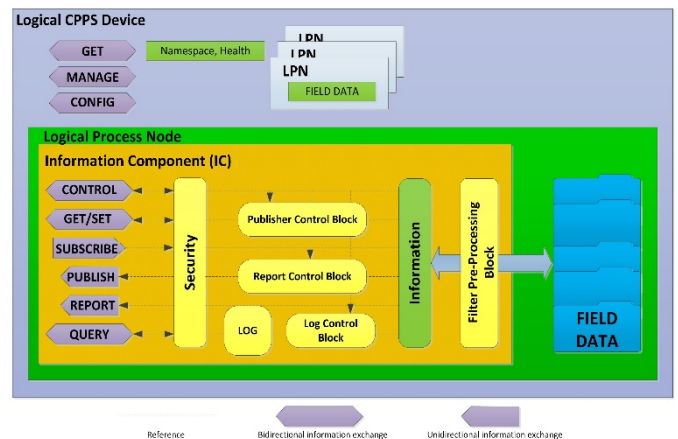 Logical CPPS Device
GET
Namespace, Health
MANAGE
CONFIG
LPN
LPN
LPN
FIELD DATA
Logical Process Node
Information Component (IC)
CONTROL
GET/SET
SUBSCRIBE
PUBLISH
REPORT
QUERY
Security
Publisher Control Block
Report Control Block
LOG
Log Control
Block
Information
Filter Pre-Processing
Block
FIELD
DATA
Reference
Bidirectional information exchange
Unidirectional information exchange